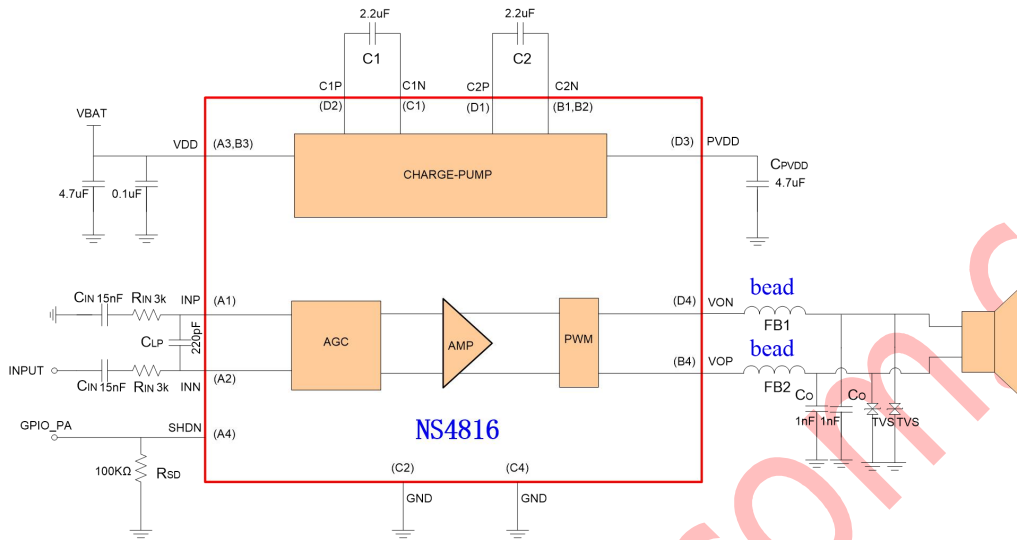 2.2uF
2.2uF
C1
C2
C1P
C1N
C2P
C2N
(D2)
(C1)
(D1)
(B1,B2)
VBAT
VDD
(A3,B3)
(D3)
PVDD
CHARGE-PUMP
4.7uF
0.1uF
CPVDD
4.7uF
CIN 15nF
RIN 3k
INP
(A1)
(D4)
VON
bead
FB1
CLP
220pF
AGC
AMP
PWM
bead
INPUT
CIN 15nF
RIN 3k
INN
(A2)
(B4)
VOP
FB2
CO
CO
1nF
1nF
TVS
TVS
GPIO_PA
SHDN
(A4)
NS4816
100KΩ
RSD
(C2)
(C4)
GND
GND